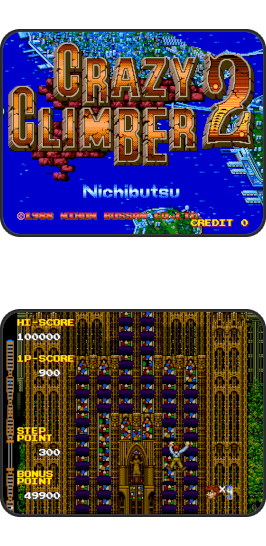 CRAZY
CLIMBER 2
Nichibutsu
©1988 NIHON BUSSAN CO.,LTD
CREDIT 0
HI-SCORE
100000
1P-SCORE
900
STEP
POINT
300
BONUS
POINT
49900
×4